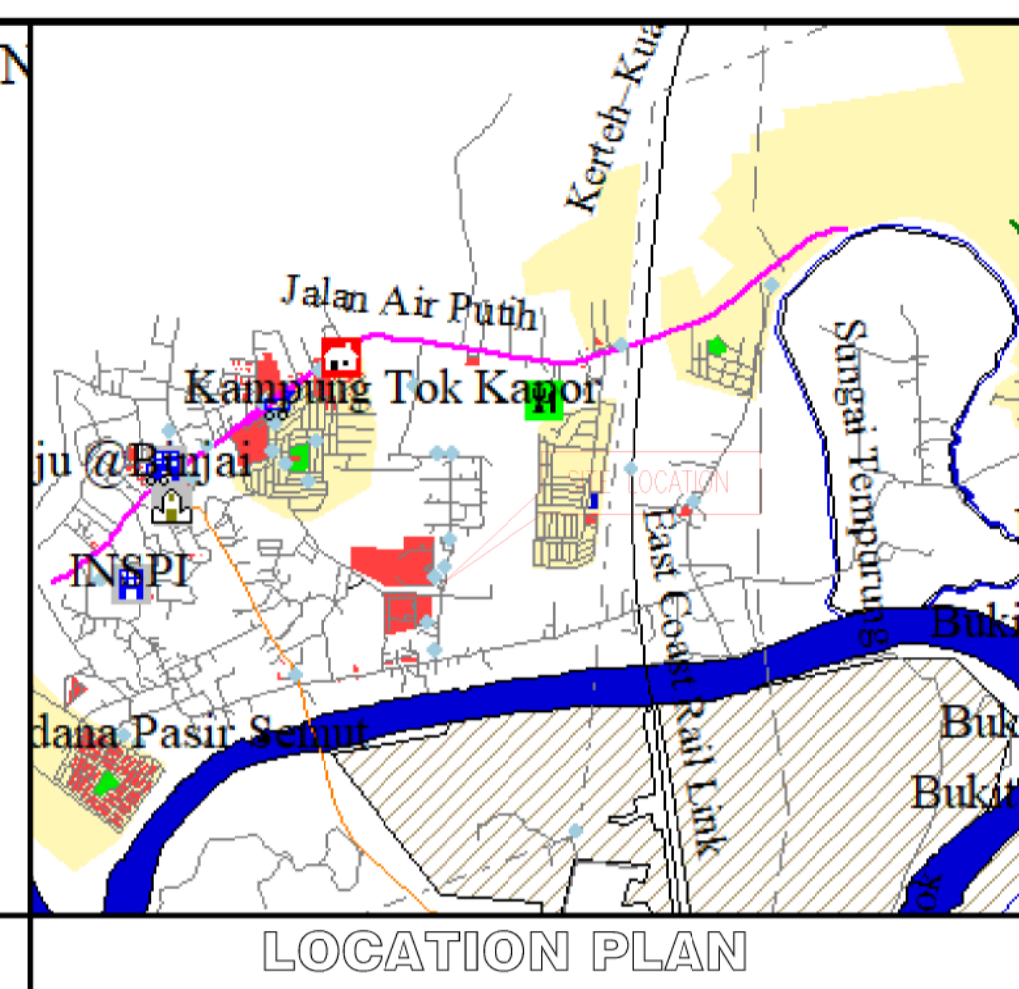 N
Kerteh-Kua
Jalan Air Putih
Kampung Tok Kapor
ju @Binjai
SITE LOCATION
INSPI
East Coast Rail Link
Sungai Tempurung
Buki
dana Pasir Semut
Buk
Bukit
ok
LOCATION PLAN